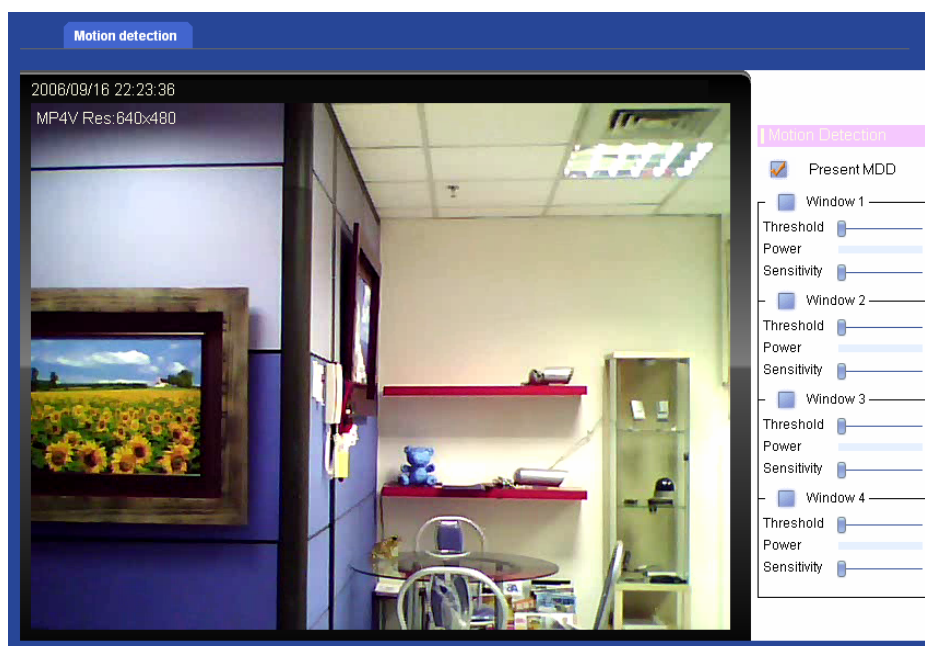 Motion detection
2006/09/16 22:23:36
MP4V Res:640x480
Motion Detection
Present MDD
Window 1
Threshold
Power
Sensitivity
Window 2
Threshold
Power
Sensitivity
Window 3
Threshold
Power
Sensitivity
Window 4
Threshold
Power
Sensitivity